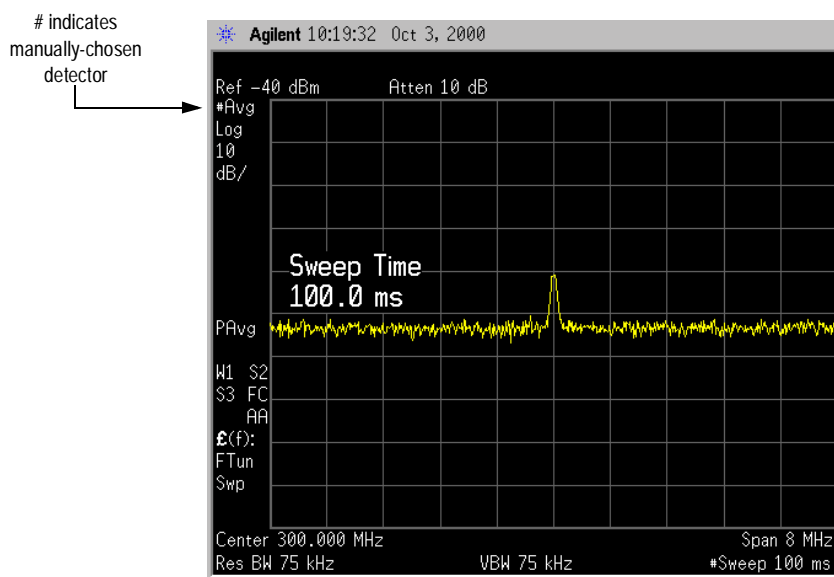 # indicates
manually-chosen
detector
Agilent 10:19:32 Oct 3, 2000
Ref -40 dBm Atten 10 dB
#Avg
Log
10
dB/
Sweep Time
100.0 ms
PAvg
W1 S2
S3 FC
AA
£(f):
FTun
Swp
Center 300.000 MHz Span 8 MHz
Res BW 75 kHz VBW 75 kHz #Sweep 100 ms